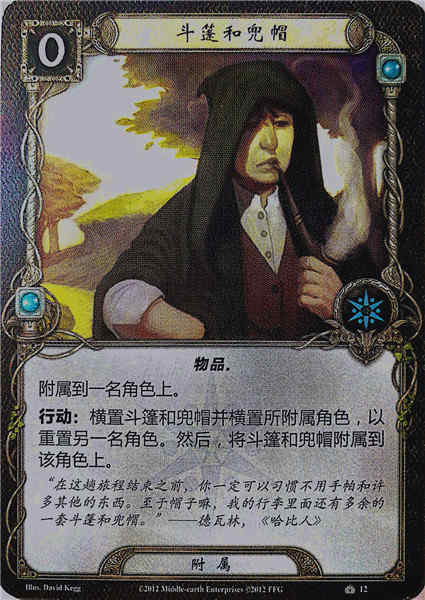 斗篷和兜帽
0
物品.
附属到一名角色上。
行动: 横置斗篷和兜帽并横置所附属角色，以
重置另一名角色。然后，将斗篷和兜帽附属到
该角色上。
“在这趟旅程结束之前，你一定可以习惯不用手帕和许
多其他的东西。至于帽子嘛，我的行李里面还有多余的
一套斗篷和兜帽。”——德瓦林，《哈比人》
附属
Illus. David Kegg
©2012 Middle-earth Enterprises ©2012 FFG
12